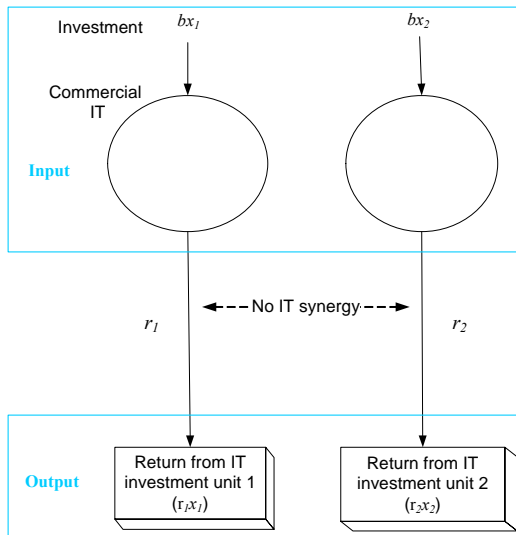 Investment
bx1
bx2
Commercial
IT
Input
No IT synergy
r1
r2
Output
Return from IT
investment unit 1
(r1x1)
Return from IT
investment unit 2
(r2x2)